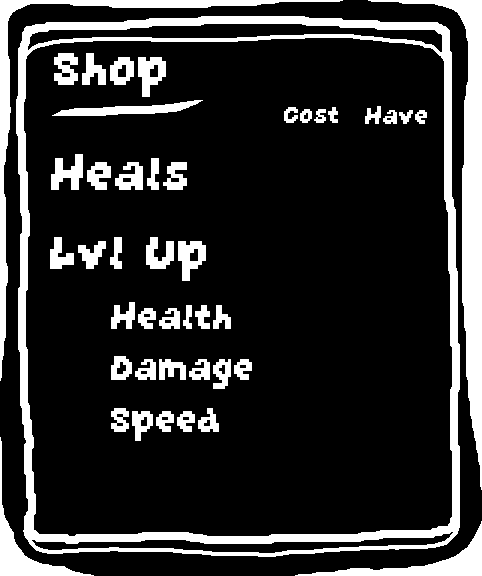 Shop
Cost Have
Heals
Lvl Up
Health
Damage
Speed